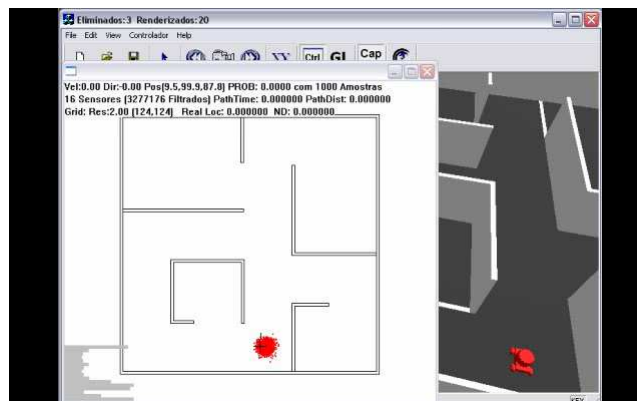 Eliminados:3 Renderizados:20
File Edit View Controlador Help
Ctrl GL Cap
Vel:0.00 Dir:-0.00 Pos[9.5,99.9,87.8] PROB: 0.0000 com 1000 Amostras
16 Sensores [3277176 Filtrados] PathTime: 0.000000 PathDist: 0.000000
Grid: Res:2.00 [124,124] Real Loc: 0.000000 ND: 0.000000